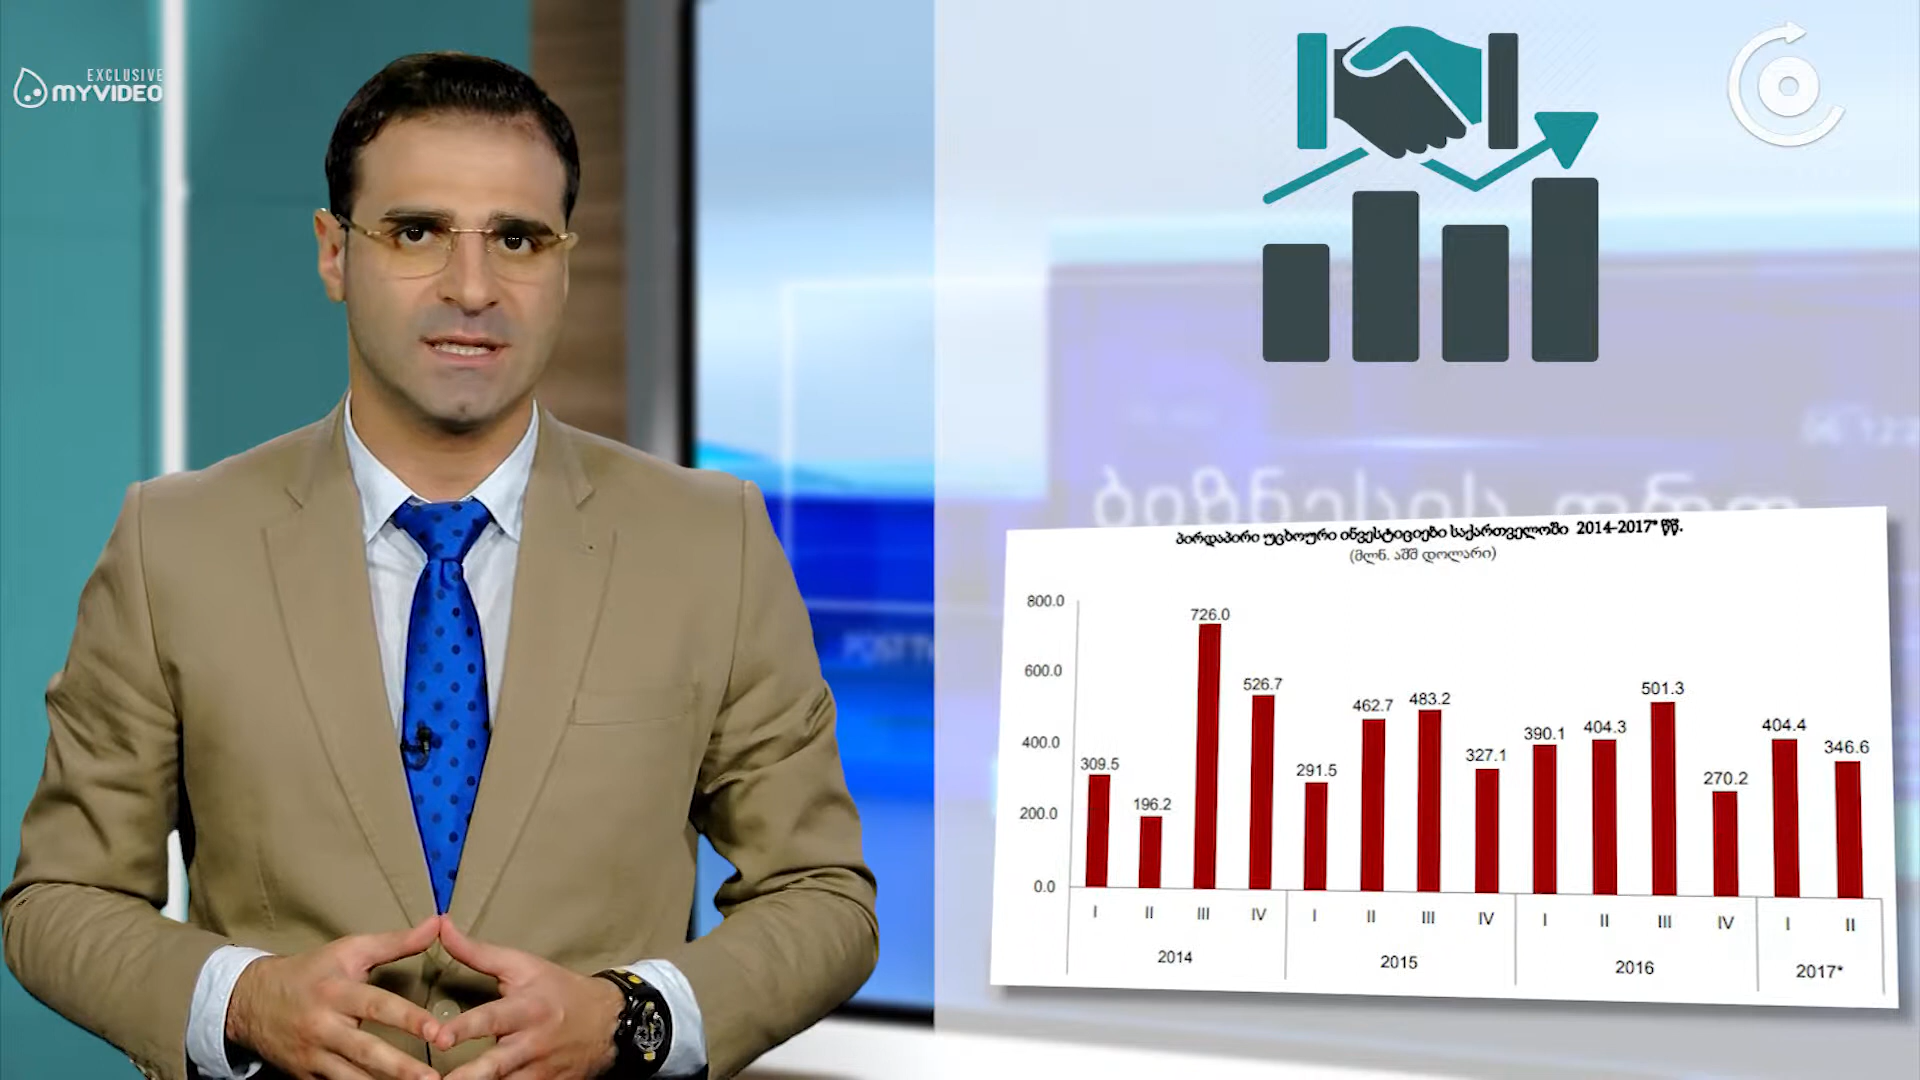 EXCLUSIVE
MYVIDEO
ბიზნესის დრო
POSTTV
პირდაპირი უცხოური ინვესტიციები საქართველოში 2014-2017* წწ.
(მლნ. აშშ დოლარი)
800.0
600.0
400.0
200.0
0.0
309.5
196.2
726.0
526.7
291.5
462.7
483.2
327.1
390.1
404.3
501.3
270.2
404.4
346.6
I II III IV I II III IV I II III IV I II
2014 2015 2016 2017*